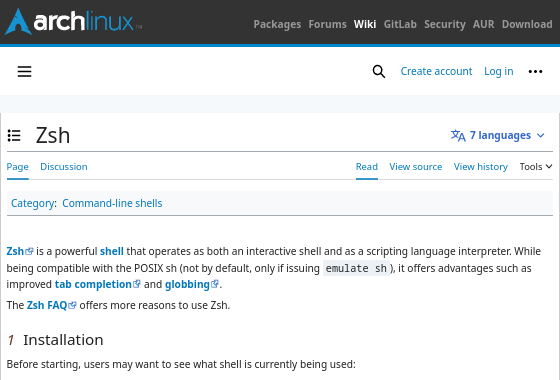 archlinux
Packages Forums Wiki GitLab Security AUR Download
Create account Log in
Zsh
7 languages
Page Discussion Read View source View history Tools
Category: Command-line shells
Zsh is a powerful shell that operates as both an interactive shell and as a scripting language interpreter. While
being compatible with the POSIX sh (not by default, only if issuing emulate sh ), it offers advantages such as
improved tab completion and globbing.
The Zsh FAQ offers more reasons to use Zsh.
1 Installation
Before starting, users may want to see what shell is currently being used: